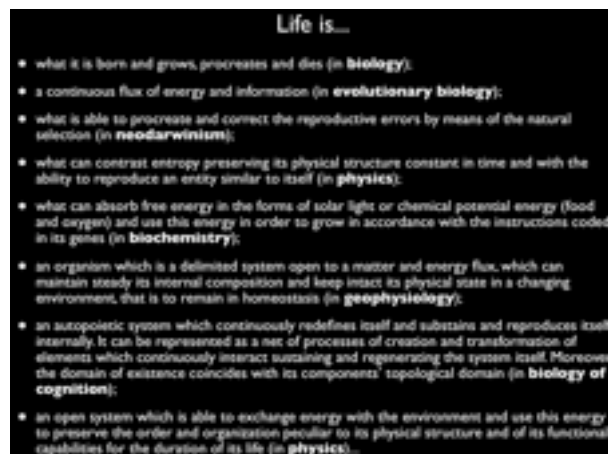 Life is....
• what it is born and grows, procreates and dies (in biology);
• a continuous flux of energy and information (in evolutionary biology);
• what is able to procreate and correct the reproductive errors by means of the natural
selection (in neodarwinism);
• what can contrast entropy preserving its physical structure constant in time and with the
ability to reproduce an entity similar to itself (in physics);
• what can absorb free energy in the forms of solar light or chemical potential energy (food
and oxygen) and use this energy in order to grow in accordance with the instructions coded
in its genes (in biochemistry);
• an organism which is a delimited system open to a matter and energy flux, which can
maintain steady its internal composition and keep intact its physical state in a changing
environment, that is to remain in homeostasis (in geophysiology);
• an autopoietic system which continuously redefines itself and substains and reproduces itself
internally. It can be represented as a net of processes of creation and transformation of
elements which continuously interact sustaining and regenerating the system itself. Moreover
the domain of existence coincides with its components' topological domain (in biology of
cognition);
• an open system which is able to exchange energy with the environment and use this energy
to preserve the order and organization peculiar to its physical structure and of its functional
capabilities for the duration of its life (in physics)...